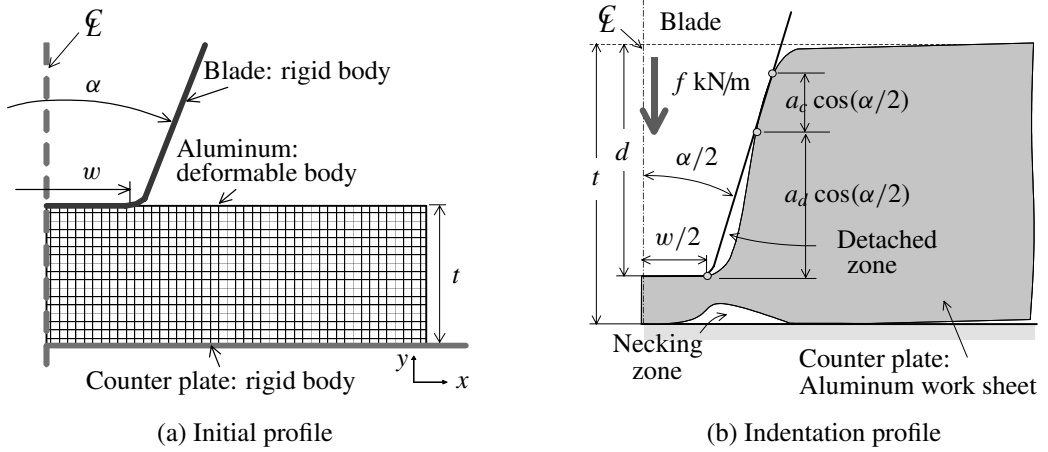 ℄
α
Blade: rigid body
w
Aluminum:
deformable body
t
Counter plate: rigid body
y
x
(a) Initial profile
℄
Blade
f kN/m
a_c cos(α/2)
d
t
α/2
a_d cos(α/2)
w/2
Detached
zone
Necking
zone
Counter plate:
Aluminum work sheet
(b) Indentation profile